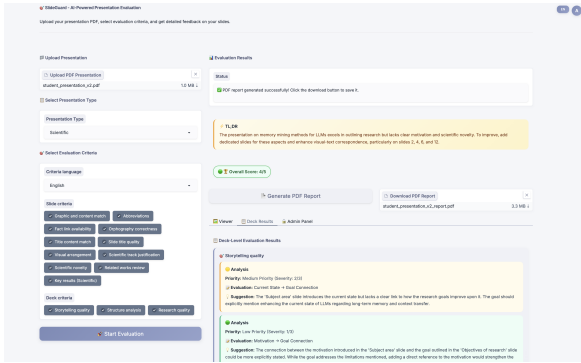 SlideGuard - AI-Powered Presentation Evaluation
Upload your presentation PDF, select evaluation criteria, and get detailed feedback on your slides.
Upload Presentation
Upload PDF Presentation
student_presentation_v2.pdf 1.0 MB ↓
Select Presentation Type
Presentation Type
Scientific
Select Evaluation Criteria
Criteria language
English
Slide criteria
Graphic and content match
Abbreviations
Fact link availability
Orthography correctness
Title content match
Slide title quality
Visual arrangement
Scientific track justification
Scientific novelty
Related works review
Key results (Scientific)
Deck criteria
Storytelling quality
Structure analysis
Research quality
Start Evaluation
Evaluation Results
Status
PDF report generated successfully! Click the download button to save it.
TL;DR
The presentation on memory mining methods for LLMs excels in outlining research but lacks clear motivation and scientific novelty. To improve, add
dedicated slides for these aspects and enhance visual-text correspondence, particularly on slides 2, 4, 8, and 12.
Overall Score: 4/5
Generate PDF Report
Download PDF Report
student_presentation_v2_report.pdf 3.3 MB ↓
Viewer
Deck Results
Admin Panel
Deck-Level Evaluation Results
Storytelling quality
Analysis
Priority: Medium Priority (Severity: 2/3)
Evaluation: Current State → Goal Connection
Suggestion: The 'Subject area' slide introduces the current state but lacks a clear link to how the research goals improve upon it. The goal should
explicitly mention enhancing the current state of LLMs regarding long-term memory and context transfer.
Analysis
Priority: Low Priority (Severity: 1/3)
Evaluation: Motivation → Goal Connection
Suggestion: The connection between the motivation introduced in the 'Subject area' slide and the goal outlined in the 'Objectives of research' slide
could be more explicitly stated. While the goal addresses the limitations mentioned, adding a direct reference to the motivation would strengthen the